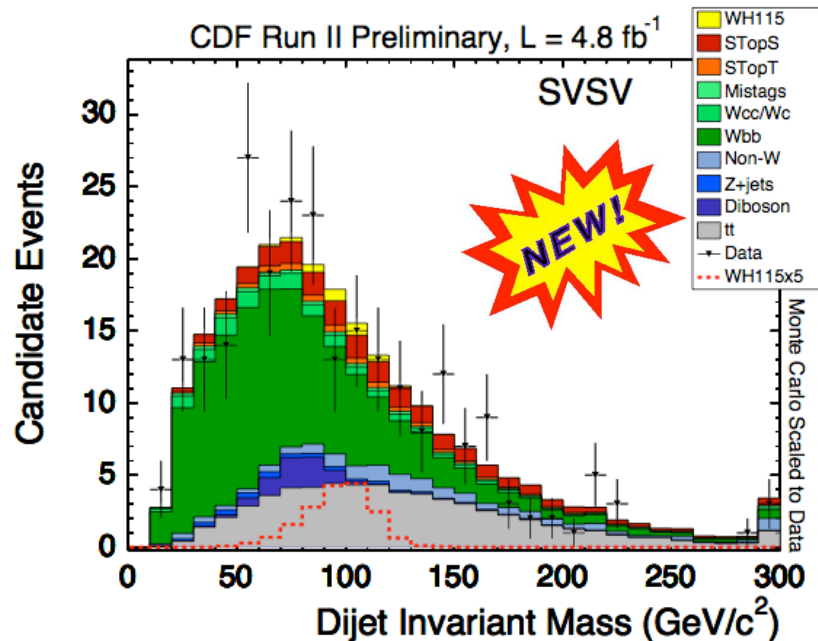 CDF Run II Preliminary, L = 4.8 fb⁻¹
SVSV
NEW!
WH115
STopS
STopT
Mistags
Wcc/Wc
Wbb
Non-W
Z+jets
Diboson
tt
Data
WH115x5
Candidate Events
30
25
20
15
10
5
0
0 50 100 150 200 250 300
Dijet Invariant Mass (GeV/c²)
Monte Carlo Scaled to Data